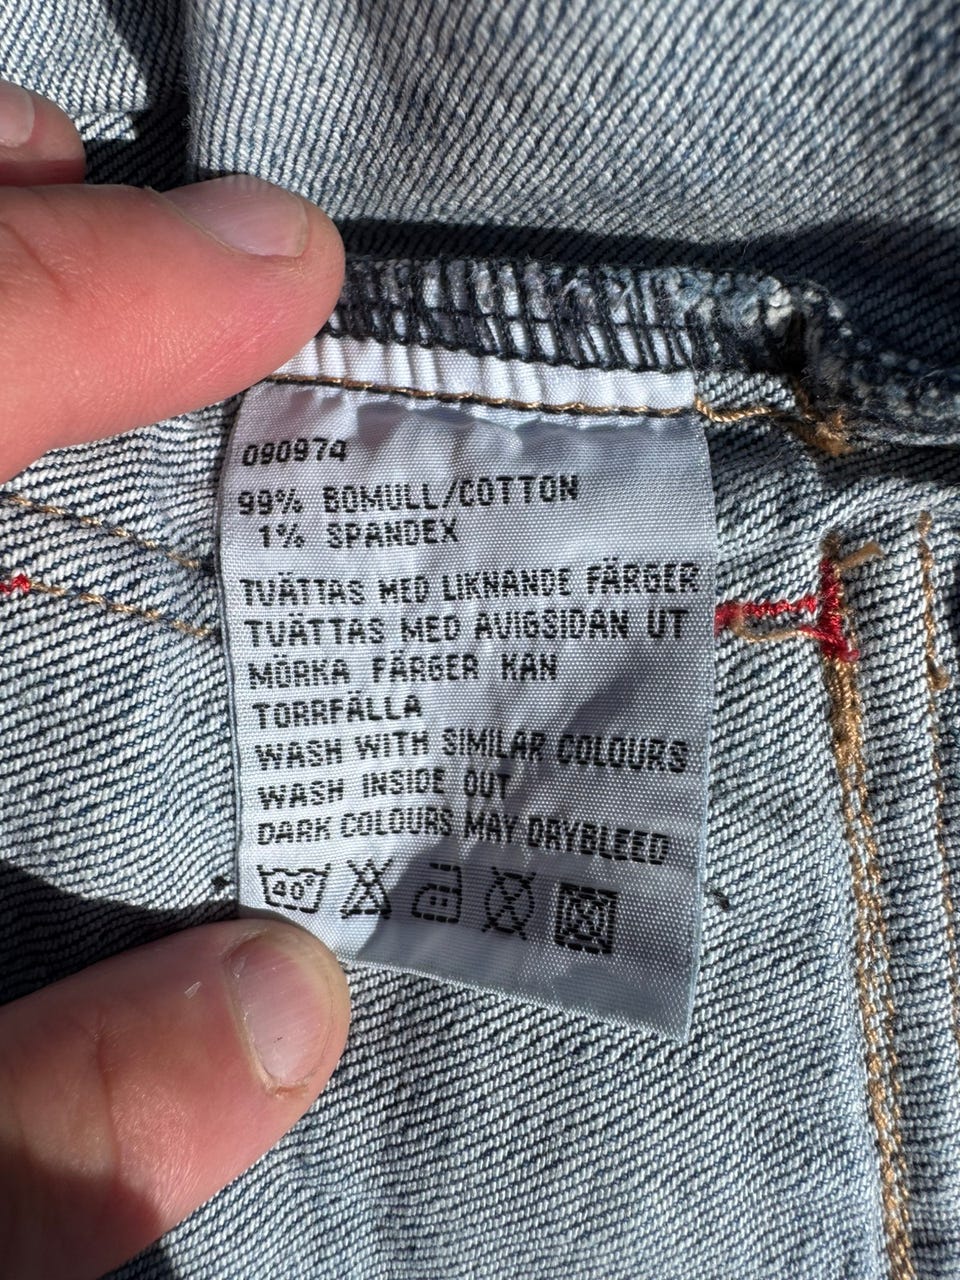 090974
99% BOMULL/COTTON
1% SPANDEX
TVÄTTAS MED LIKNANDE FÄRGER
TVÄTTAS MED AVIGSIDAN UT
MÖRKA FÄRGER KAN
TORRFÄLLA
WASH WITH SIMILAR COLOURS
WASH INSIDE OUT
DARK COLOURS MAY DRYBLEED
40°